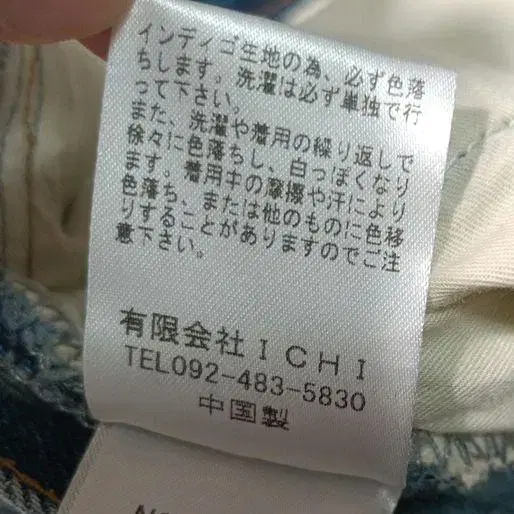 インディゴ生地の為、必ず色落
ちします。洗濯は必ず単独で行
って下さい。
また、洗濯や着用の繰り返しで
徐々に色落ちし、白っぽくなり
ます。着用中の摩擦や汗により
色落ち、または他のものに色移
りすることがありますのでご注
意下さい。
有限会社ICHI
TEL092-483-5830
中国製